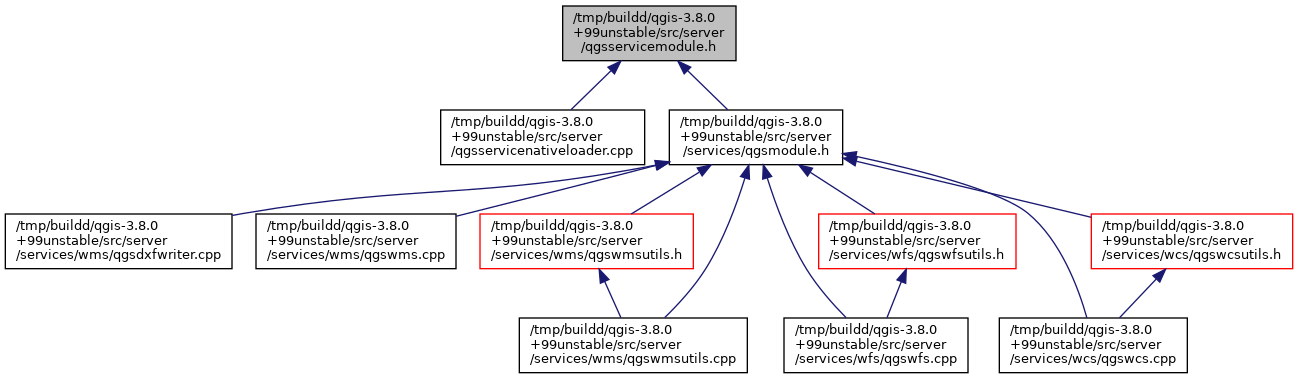 /tmp/buildd/qgis-3.8.0
+99unstable/src/server
/qgsservicemodule.h
/tmp/buildd/qgis-3.8.0
+99unstable/src/server
/qgsservicenativeloader.cpp
/tmp/buildd/qgis-3.8.0
+99unstable/src/server
/services/qgsmodule.h
/tmp/buildd/qgis-3.8.0
+99unstable/src/server
/services/wms/qgsdxfwriter.cpp
/tmp/buildd/qgis-3.8.0
+99unstable/src/server
/services/wms/qgswms.cpp
/tmp/buildd/qgis-3.8.0
+99unstable/src/server
/services/wms/qgswmsutils.h
/tmp/buildd/qgis-3.8.0
+99unstable/src/server
/services/wfs/qgswfsutils.h
/tmp/buildd/qgis-3.8.0
+99unstable/src/server
/services/wcs/qgswcsutils.h
/tmp/buildd/qgis-3.8.0
+99unstable/src/server
/services/wms/qgswmsutils.cpp
/tmp/buildd/qgis-3.8.0
+99unstable/src/server
/services/wfs/qgswfs.cpp
/tmp/buildd/qgis-3.8.0
+99unstable/src/server
/services/wcs/qgswcs.cpp